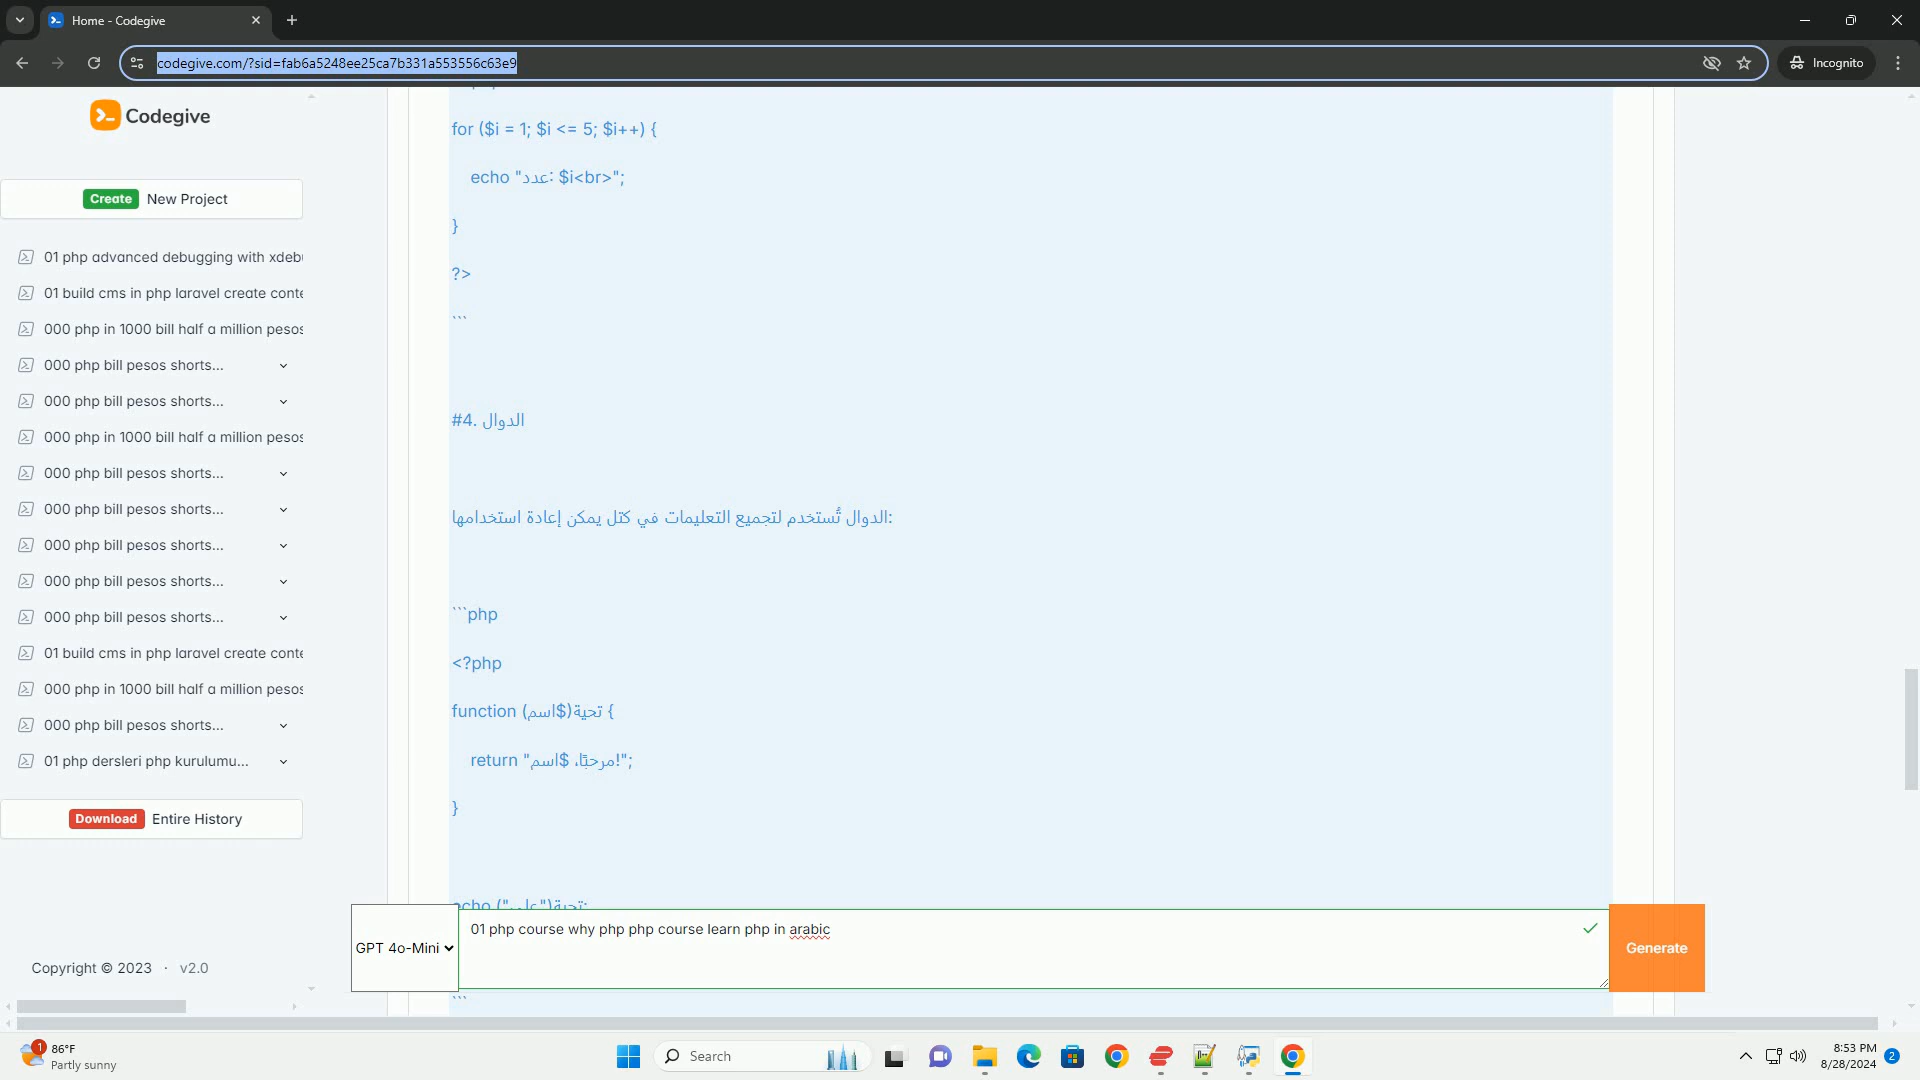 Home - Codegive
codegive.com/?sid=fab6a5248ee25ca7b331a553556c63e9
Incognito
Codegive
Create New Project
01 php advanced debugging with xdebu
01 build cms in php laravel create conte
000 php in 1000 bill half a million pesos
000 php bill pesos shorts...
000 php bill pesos shorts...
000 php in 1000 bill half a million pesos
000 php bill pesos shorts...
000 php bill pesos shorts...
000 php bill pesos shorts...
000 php bill pesos shorts...
000 php bill pesos shorts...
01 build cms in php laravel create conte
000 php in 1000 bill half a million pesos
000 php bill pesos shorts...
01 php dersleri php kurulumu...
Download Entire History
Copyright © 2023 · v2.0
for ($i = 1; $i <= 5; $i++) {
echo "عدد: $i<br>";
}
?>
```
#4. الدوال
الدوال تُستخدم لتجميع التعليمات في كتل يمكن إعادة استخدامها:
```php
<?php
function تحية($اسم) {
return "مرحبًا، $اسم!";
}
echo تحية("علي");
GPT 4o-Mini
01 php course why php php course learn php in arabic
Generate
```
1
86°F
Partly sunny
Search
8:53 PM
8/28/2024
2